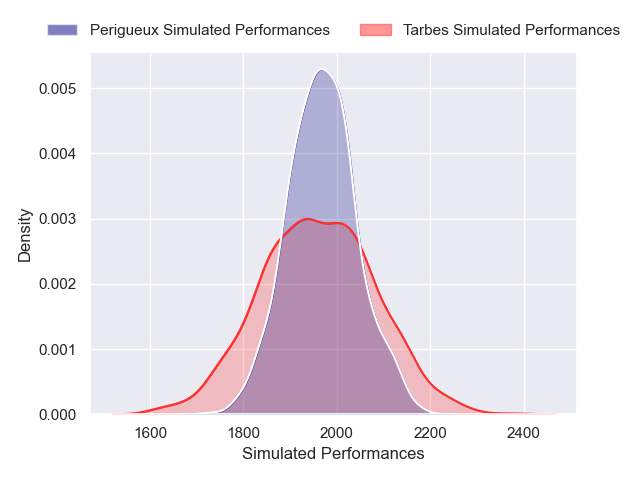 Perigueux Simulated Performances Tarbes Simulated Performances
0.005
0.004
0.003
0.002
0.001
0.000
Density
1600 1800 2000 2200 2400
Simulated Performances